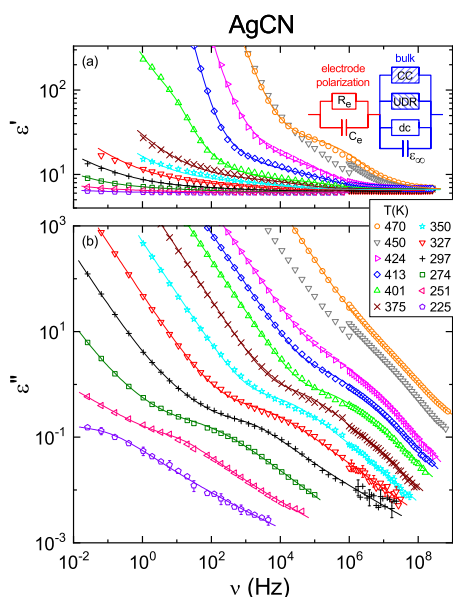 AgCN
(a)
electrode
polarization
bulk
R_e
C_e
CC
UDR
dc
ε_∞
10^2
10^1
ε'
T(K)
470 350
450 327
424 297
413 274
401 251
375 225
(b)
10^3
10^1
10^-1
10^-3
ε''
10^-2 10^0 10^2 10^4 10^6 10^8
ν (Hz)